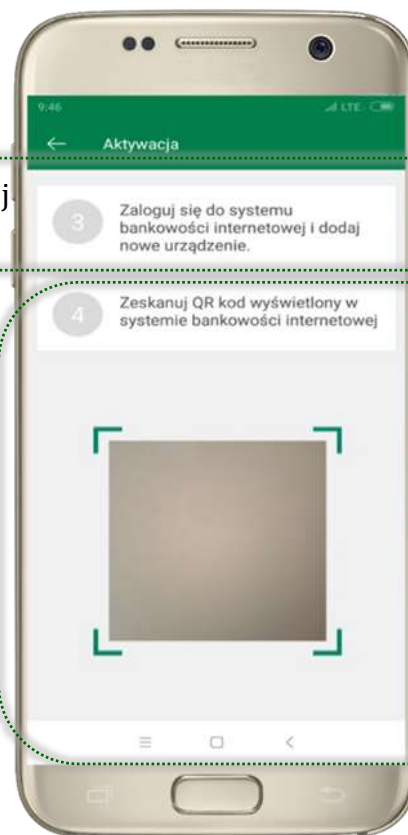 9:46 LTE
Aktywacja
j
3 Zaloguj się do systemu
bankowości internetowej i dodaj
nowe urządzenie.
4 Zeskanuj QR kod wyświetlony w
systemie bankowości internetowej